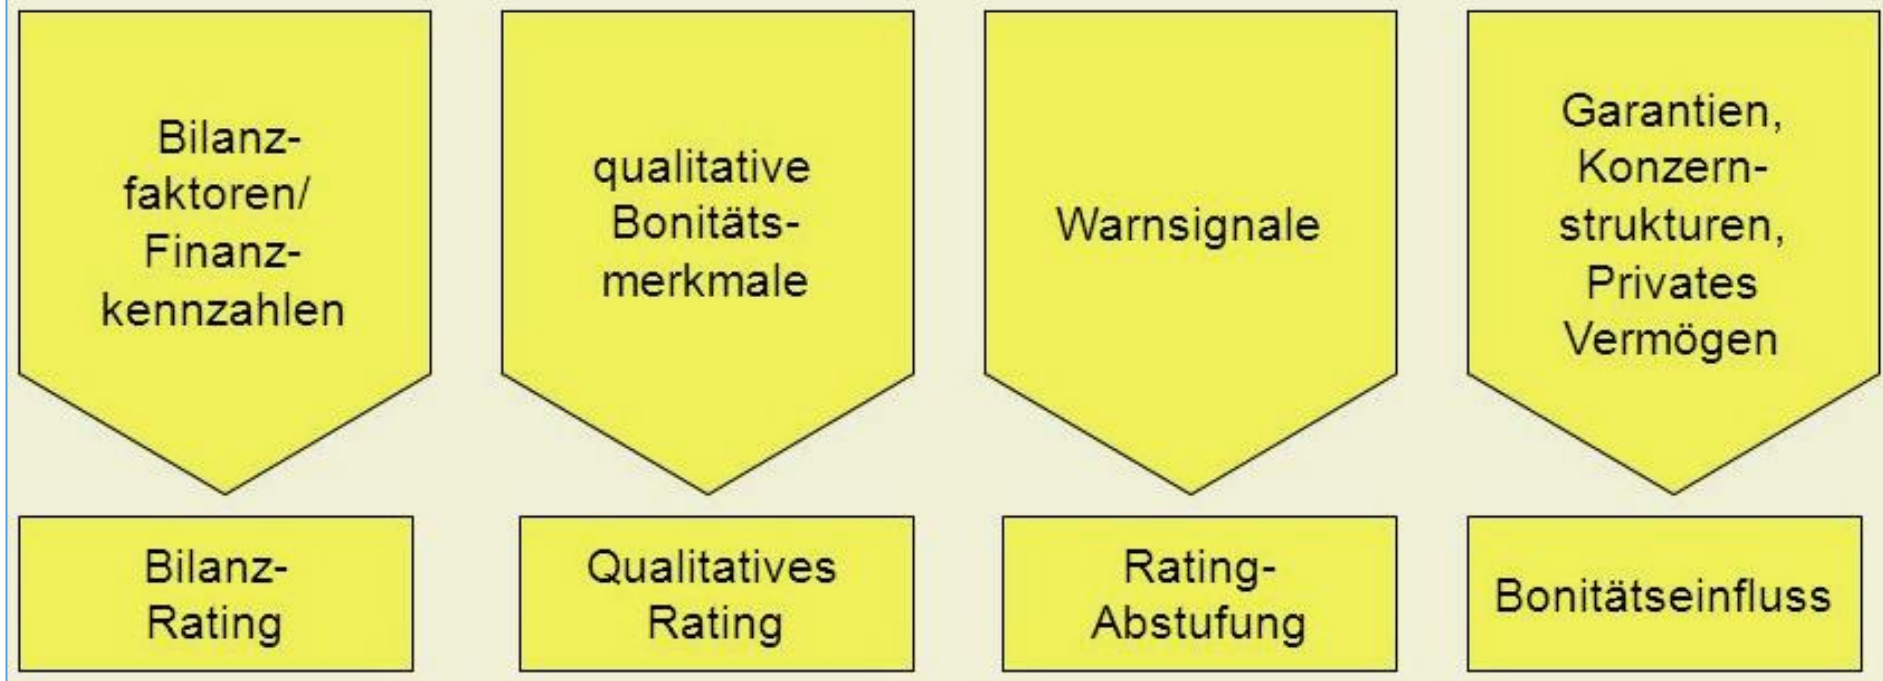 Bilanz-
faktoren/
Finanz-
kennzahlen
qualitative
Bonitäts-
merkmale
Warnsignale
Garantien,
Konzern-
strukturen,
Privates
Vermögen
Bilanz-
Rating
Qualitatives
Rating
Rating-
Abstufung
Bonitätseinfluss